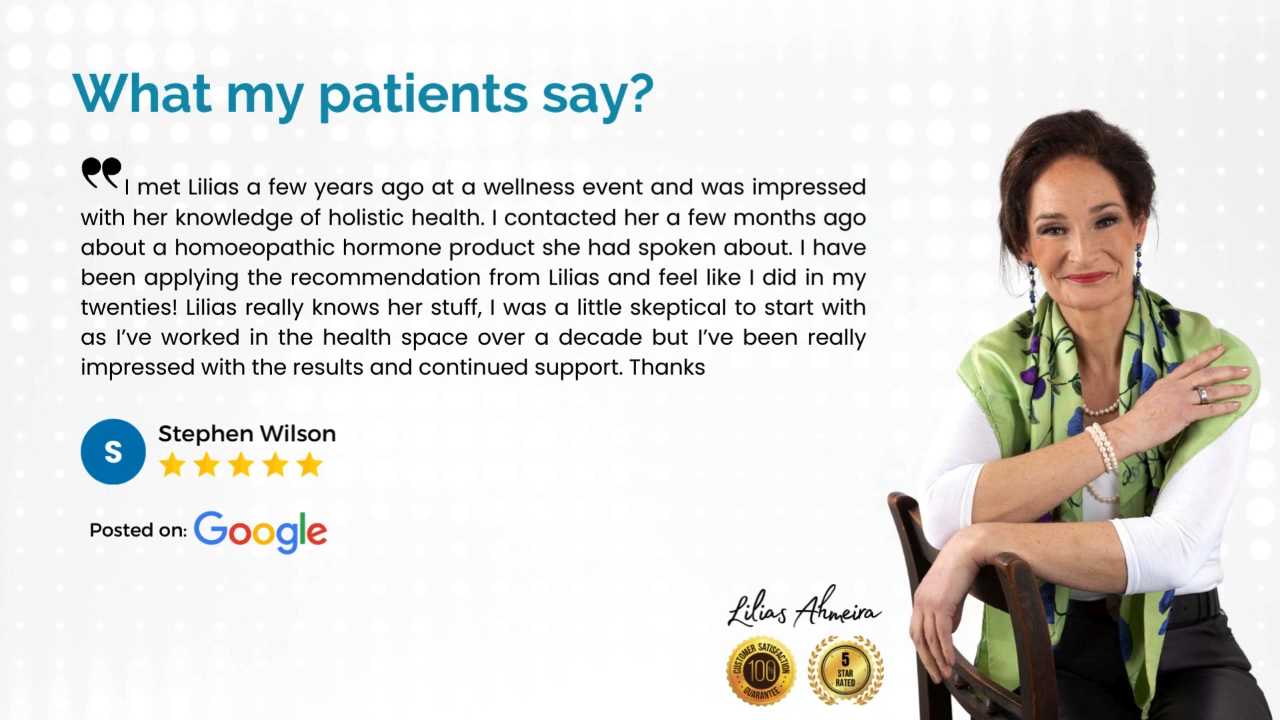 What my patients say?
❞ I met Lilias a few years ago at a wellness event and was impressed
with her knowledge of holistic health. I contacted her a few months ago
about a homoeopathic hormone product she had spoken about. I have
been applying the recommendation from Lilias and feel like I did in my
twenties! Lilias really knows her stuff, I was a little skeptical to start with
as I’ve worked in the health space over a decade but I’ve been really
impressed with the results and continued support. Thanks
S
Stephen Wilson
Posted on: Google
Lilias Ahmeira
CUSTOMER SATISFACTION
100
GUARANTEE
5
STAR
RATED